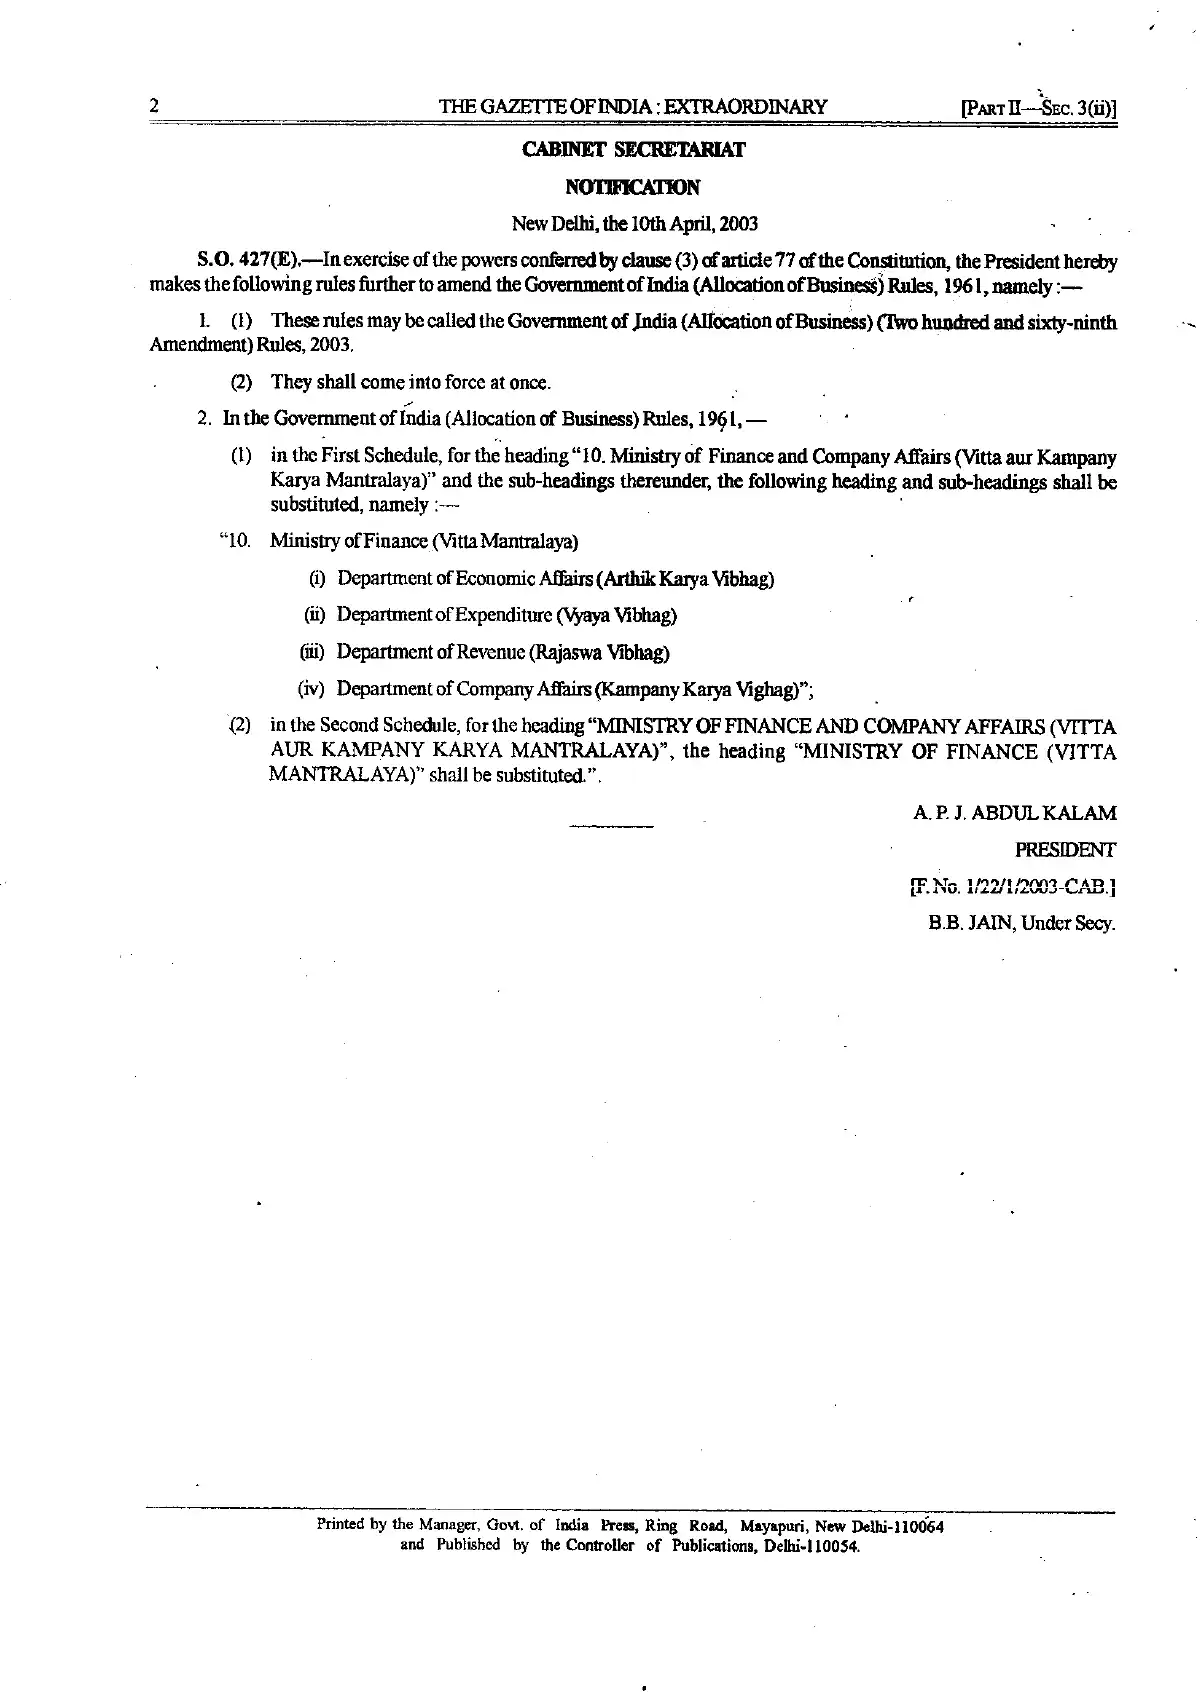 2 THE GAZETTE OF INDIA : EXTRAORDINARY [PART II—SEC. 3(ii)]
CABINET SECRETARIAT
NOTIFICATION
New Delhi, the 10th April, 2003
S.O. 427(E).—In exercise of the powers conferred by clause (3) of article 77 of the Constitution, the President hereby
makes the following rules further to amend the Government of India (Allocation of Business) Rules, 1961, namely :—
1. (1) These rules may be called the Government of India (Allocation of Business) (Two hundred and sixty-ninth
Amendment) Rules, 2003.
(2) They shall come into force at once.
2. In the Government of India (Allocation of Business) Rules, 1961, —
(1) in the First Schedule, for the heading “10. Ministry of Finance and Company Affairs (Vitta aur Kampany
Karya Mantralaya)” and the sub-headings thereunder, the following heading and sub-headings shall be
substituted, namely :—
“10. Ministry of Finance (Vitta Mantralaya)
(i) Department of Economic Affairs (Arthik Karya Vibhag)
(ii) Department of Expenditure (Vyaya Vibhag)
(iii) Department of Revenue (Rajaswa Vibhag)
(iv) Department of Company Affairs (Kampany Karya Vighag)”;
(2) in the Second Schedule, for the heading “MINISTRY OF FINANCE AND COMPANY AFFAIRS (VITTA
AUR KAMPANY KARYA MANTRALAYA)”, the heading “MINISTRY OF FINANCE (VITTA
MANTRALAYA)” shall be substituted.”.
A. P. J. ABDUL KALAM
PRESIDENT
[F. No. 1/22/1/2003-CAB.]
B.B. JAIN, Under Secy.
Printed by the Manager, Govt. of India Press, Ring Road, Mayapuri, New Delhi-110064
and Published by the Controller of Publications, Delhi-110054.